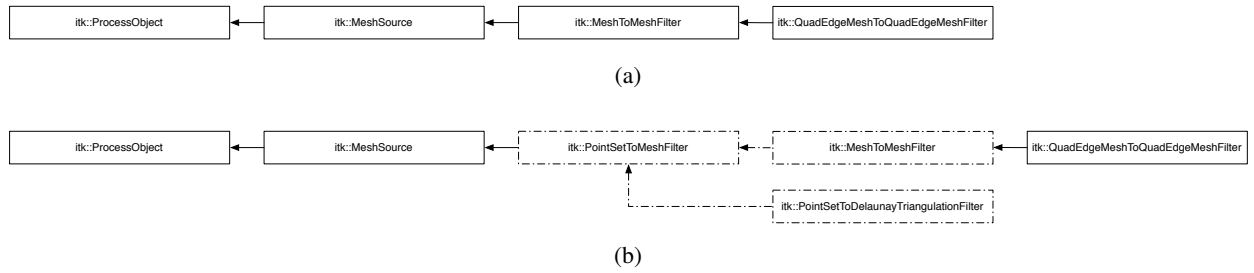 itk::ProcessObject itk::MeshSource itk::MeshToMeshFilter itk::QuadEdgeMeshToQuadEdgeMeshFilter
(a)
itk::ProcessObject itk::MeshSource itk::PointSetToMeshFilter itk::MeshToMeshFilter itk::QuadEdgeMeshToQuadEdgeMeshFilter
itk::PointSetToDelaunayTriangulationFilter
(b)